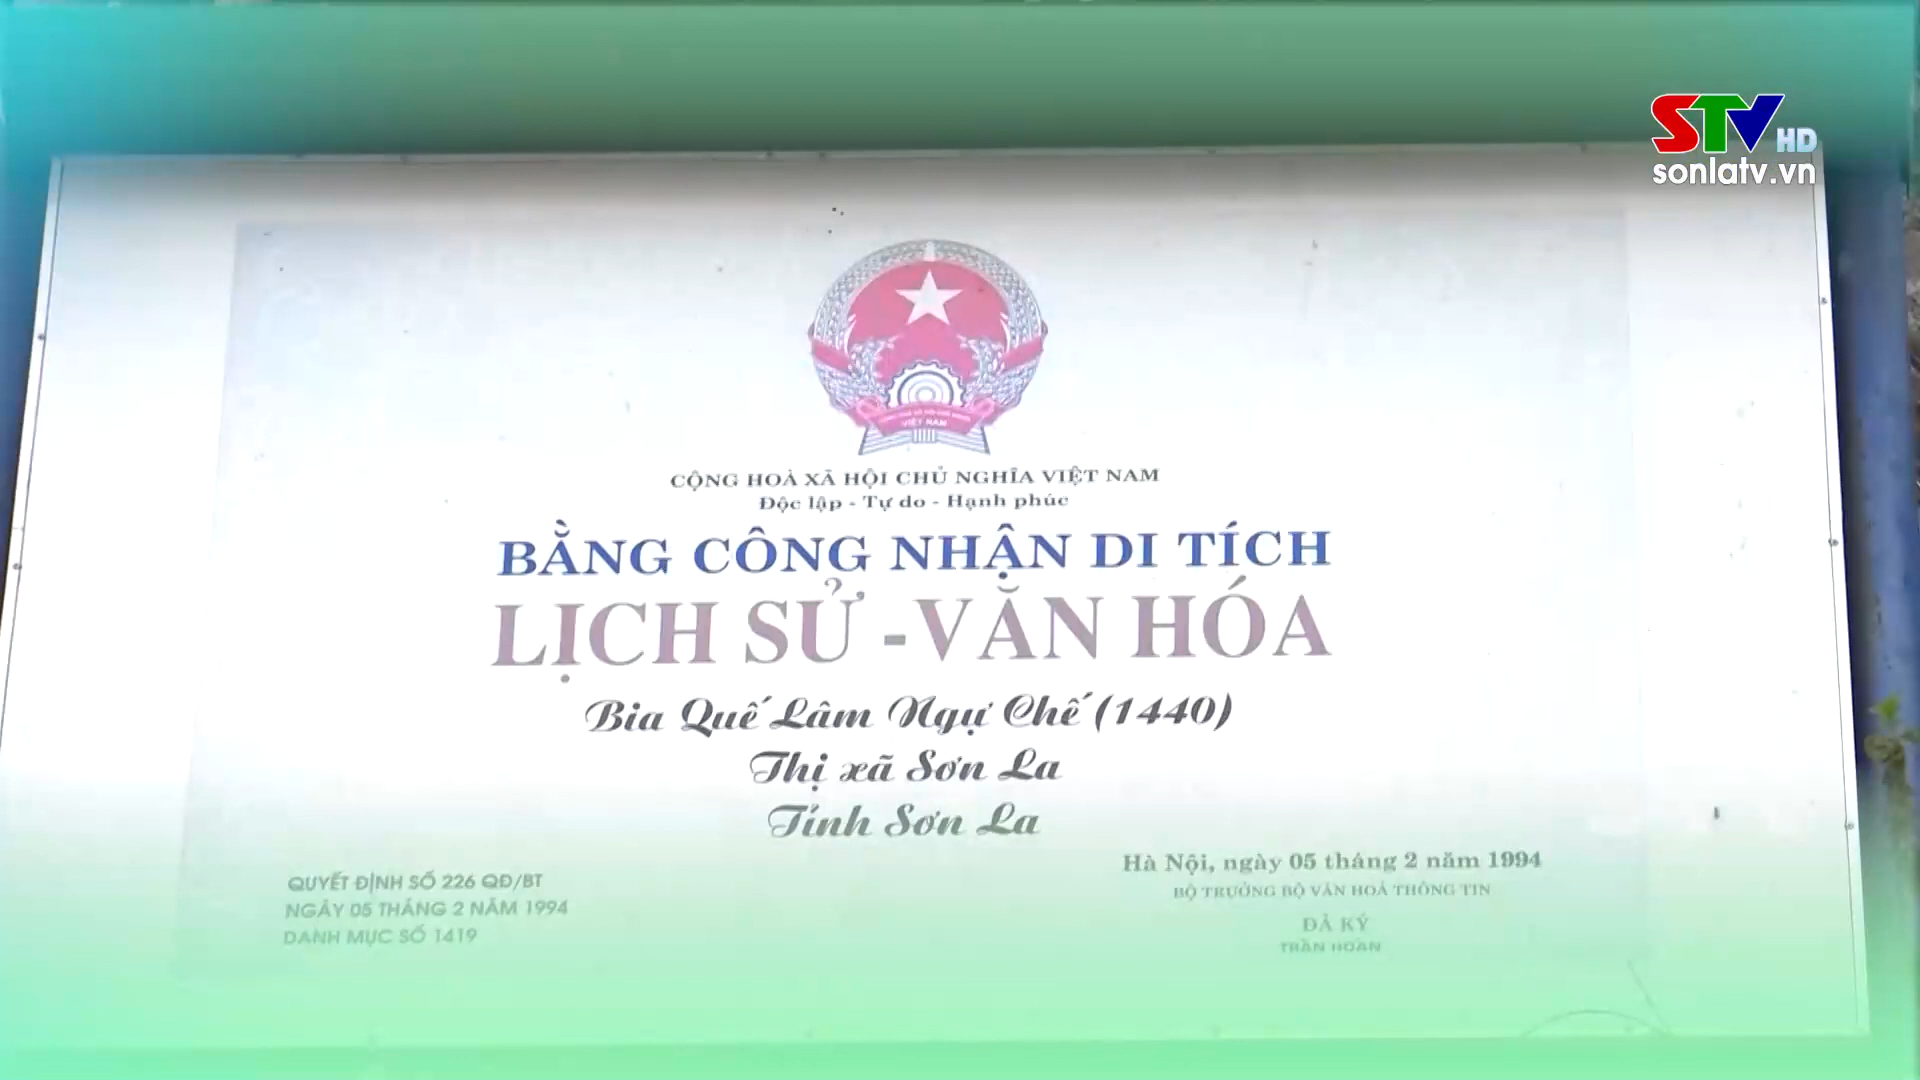 STV HD
sonlatv.vn
VIỆT NAM
CỘNG HOÀ XÃ HỘI CHỦ NGHĨA VIỆT NAM
Độc lập - Tự do - Hạnh phúc
BẰNG CÔNG NHẬN DI TÍCH
LỊCH SỬ - VĂN HÓA
Bia Quế Lâm Ngự Chế (1440)
Thị xã Sơn La
Tỉnh Sơn La
QUYẾT ĐỊNH SỐ 226 QĐ/BT
NGÀY 05 THÁNG 2 NĂM 1994
DANH MỤC SỐ 1419
Hà Nội, ngày 05 tháng 2 năm 1994
BỘ TRƯỞNG BỘ VĂN HOÁ THÔNG TIN
ĐÃ KÝ
TRẦN HOÀN